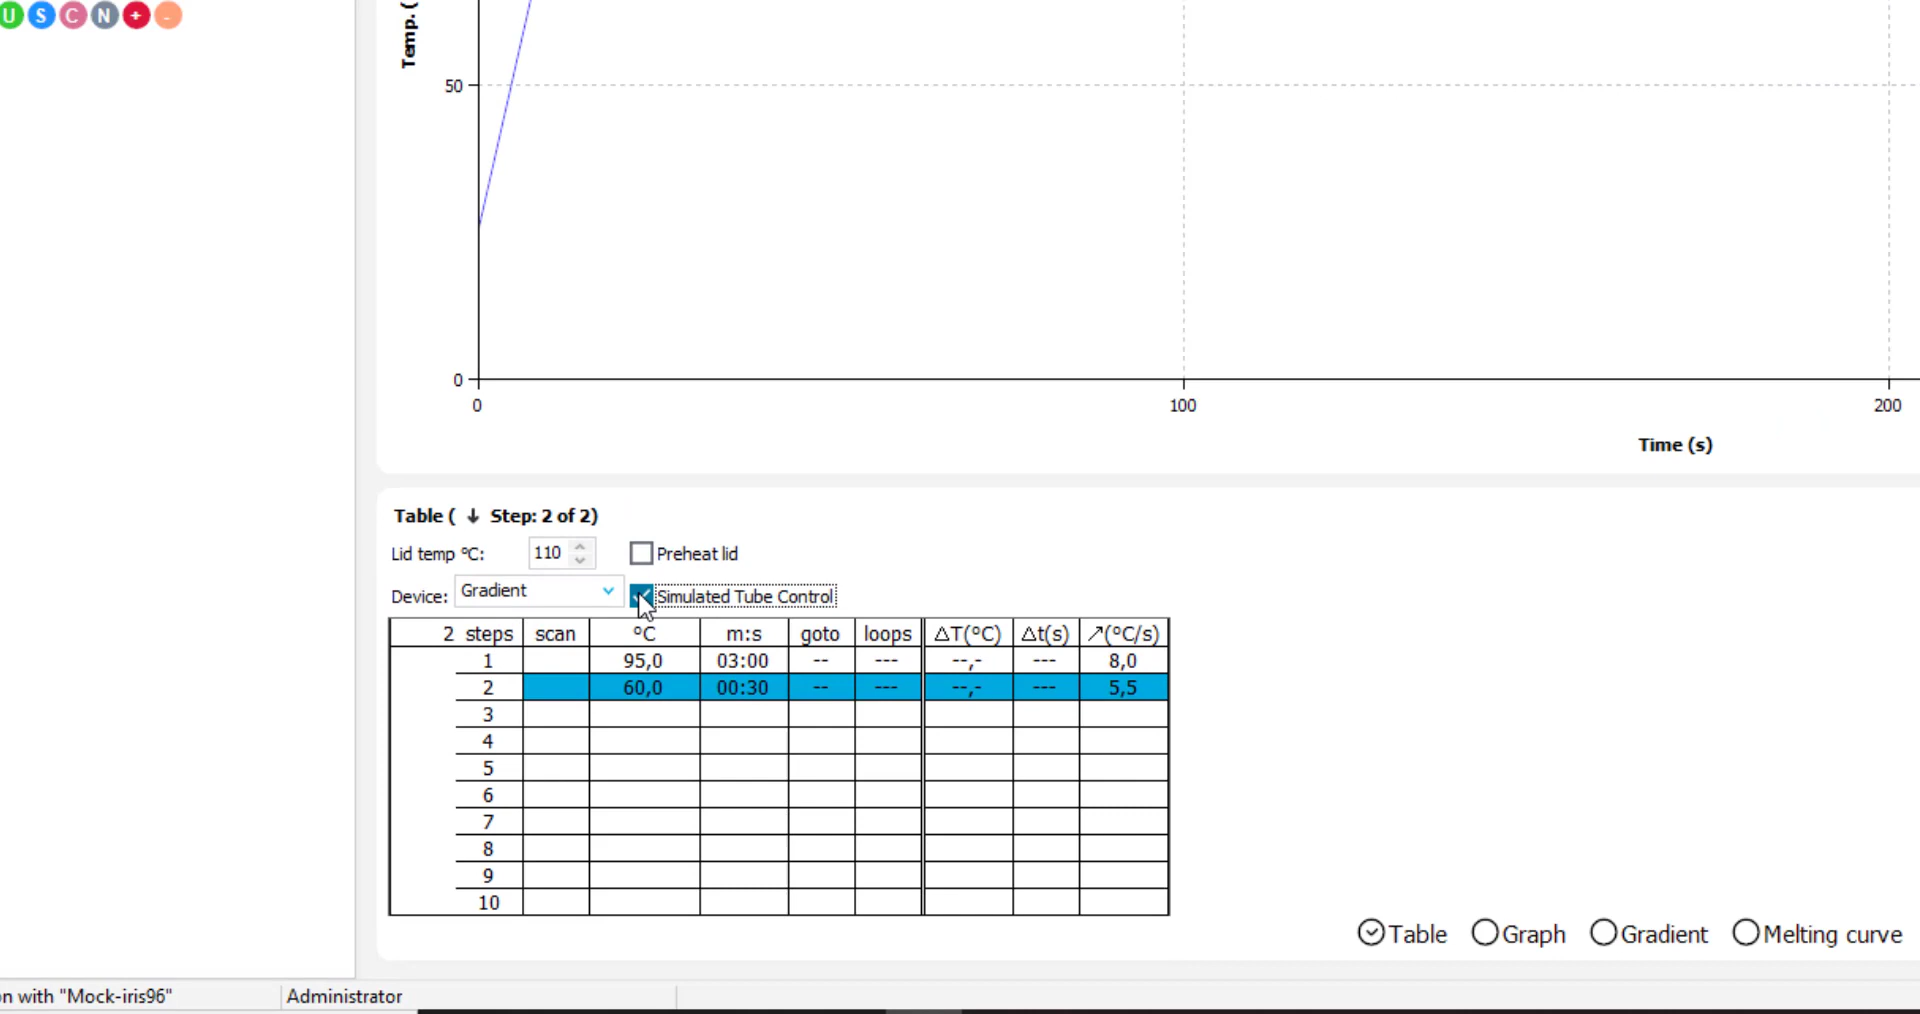 U S C N + -
Temp. (
50
0
0 100 200
Time (s)
Table ( ↓ Step: 2 of 2)
Lid temp °C: 110 Preheat lid
Device: Gradient Simulated Tube Control
2 steps scan °C m:s goto loops △T(°C) △t(s) ↗(°C/s)
1 95,0 03:00 -- --- --,- --- 8,0
2 60,0 00:30 -- --- --,- --- 5,5
3
4
5
6
7
8
9
10
Table Graph Gradient Melting curve
n with "Mock-iris96" Administrator